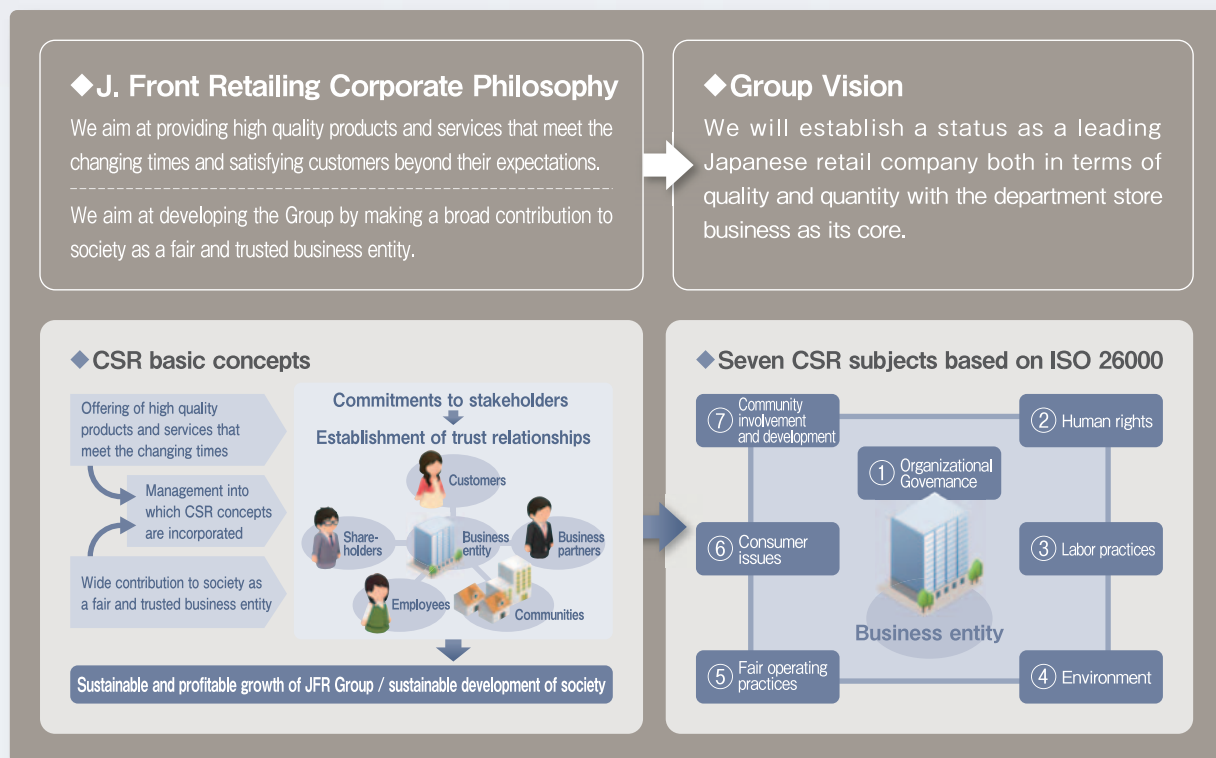 ◆J. Front Retailing Corporate Philosophy
We aim at providing high quality products and services that meet the
changing times and satisfying customers beyond their expectations.
We aim at developing the Group by making a broad contribution to
society as a fair and trusted business entity.
◆Group Vision
We will establish a status as a leading
Japanese retail company both in terms of
quality and quantity with the department store
business as its core.
◆CSR basic concepts
Offering of high quality
products and services that
meet the changing times
Management into
which CSR concepts
are incorporated
Wide contribution to society as
a fair and trusted business entity
Commitments to stakeholders
Establishment of trust relationships
Customers
Share-
holders
Business
entity
Business
partners
Employees
Communities
Sustainable and profitable growth of JFR Group / sustainable development of society
◆Seven CSR subjects based on ISO 26000
⑦ Community
involvement
and development
② Human rights
① Organizational
Governance
⑥ Consumer
issues
③ Labor practices
Business entity
⑤ Fair operating
practices
④ Environment